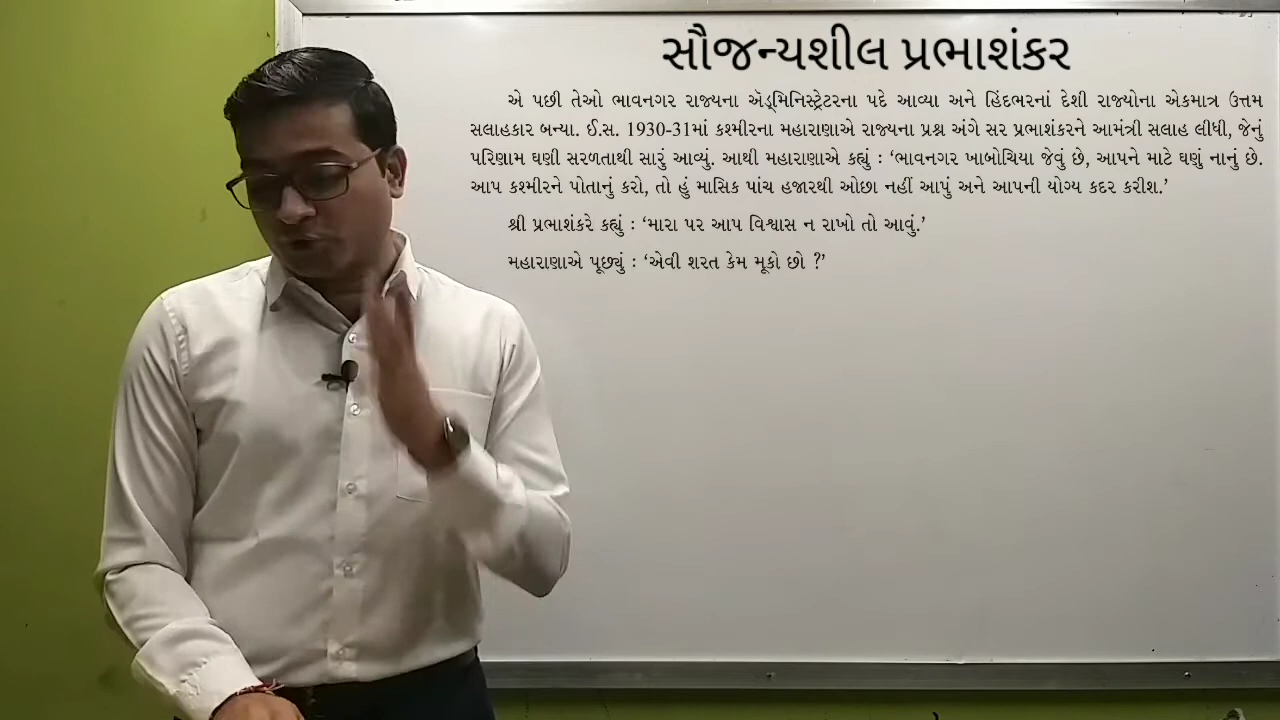 સૌજન્યશીલ પ્રભાશંકર
એ પછી તેઓ ભાવનગર રાજ્યના ઍડ્મિનિસ્ટ્રેટરના પદે આવ્યા અને હિંદભરનાં દેશી રાજ્યોના એકમાત્ર ઉત્તમ
સલાહકાર બન્યા. ઈ.સ. 1930-31માં કશ્મીરના મહારાણાએ રાજ્યના પ્રશ્ન અંગે સર પ્રભાશંકરને આમંત્રી સલાહ લીધી, જેનું
પરિણામ ઘણી સરળતાથી સારું આવ્યું. આથી મહારાણાએ કહ્યું : ‘ભાવનગર ખાબોચિયા જેવું છે, આપને માટે ઘણું નાનું છે.
આપ કશ્મીરને પોતાનું કરો, તો હું માસિક પાંચ હજારથી ઓછા નહીં આપું અને આપની યોગ્ય કદર કરીશ.’
શ્રી પ્રભાશંકરે કહ્યું : ‘મારા પર આપ વિશ્વાસ ન રાખો તો આવું.’
મહારાણાએ પૂછ્યું : ‘એવી શરત કેમ મૂકો છો ?’